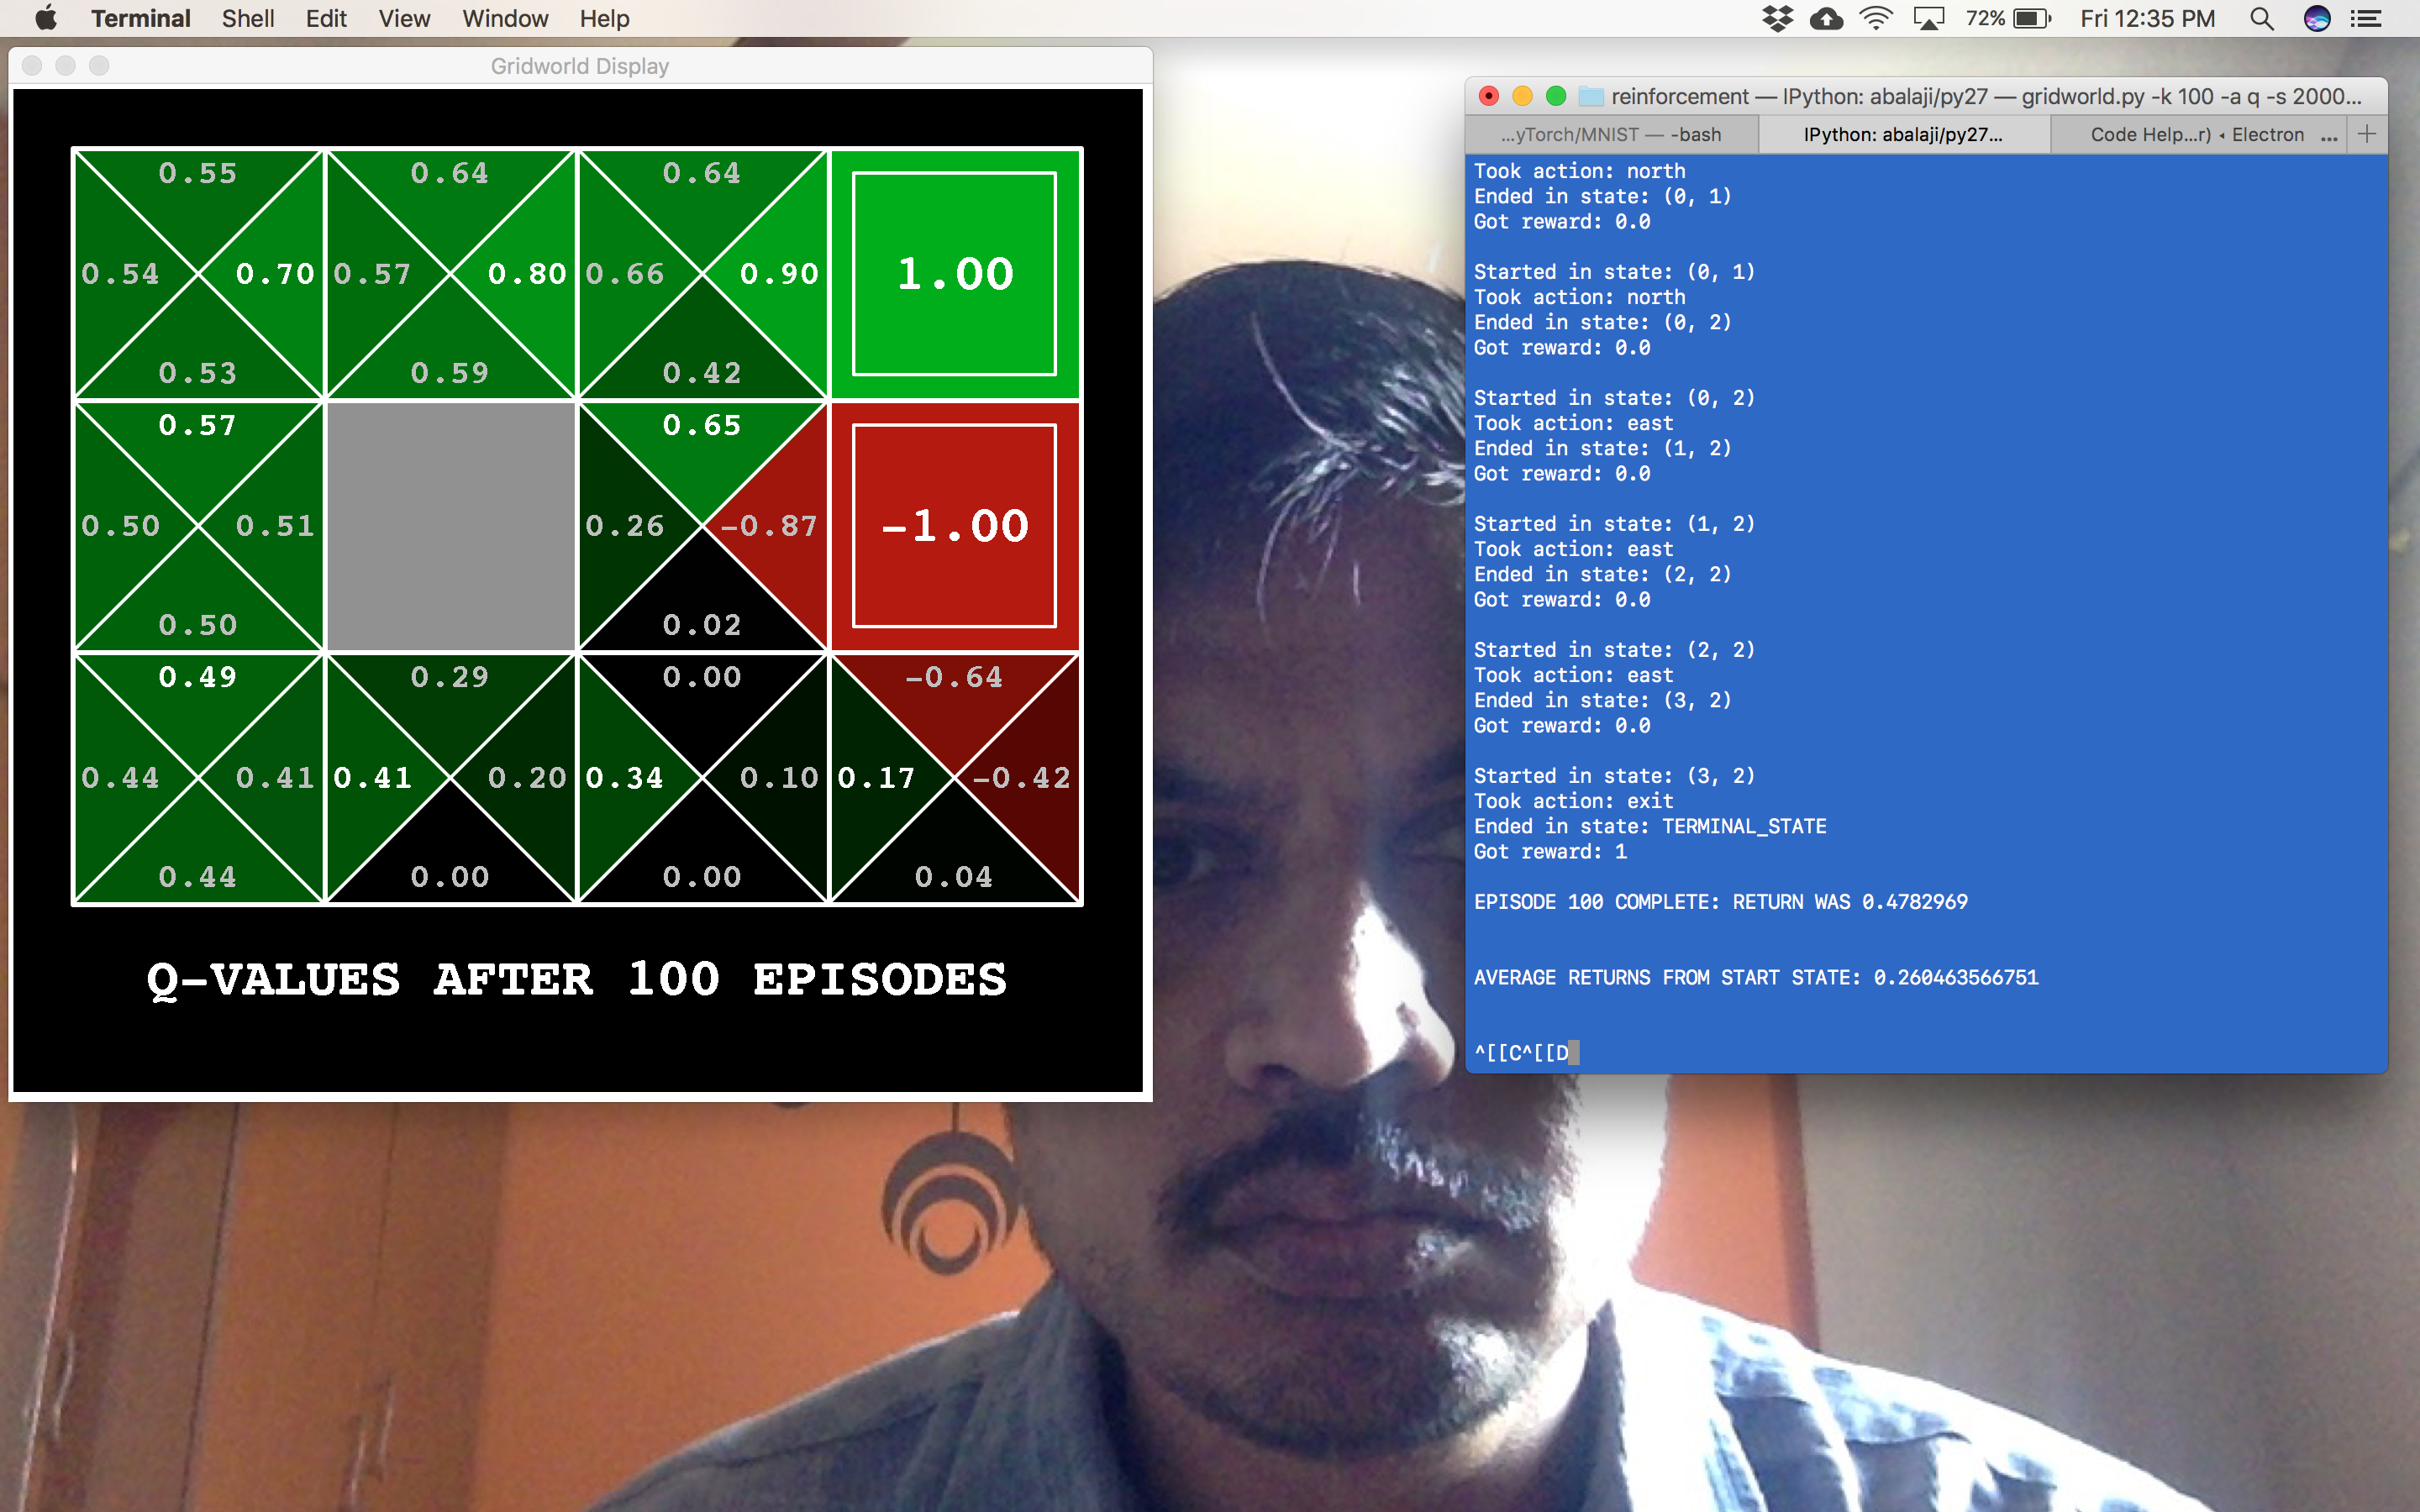 Terminal Shell Edit View Window Help 72% Fri 12:35 PM
Gridworld Display
0.55 0.64 0.64
0.54 0.70 0.57 0.80 0.66 0.90 1.00
0.53 0.59 0.42
0.57 0.65
0.50 0.51 0.26 -0.87 -1.00
0.50 0.02
0.49 0.29 0.00 -0.64
0.44 0.41 0.41 0.20 0.34 0.10 0.17 -0.42
0.44 0.00 0.00 0.04
Q-VALUES AFTER 100 EPISODES
reinforcement — IPython: abalaji/py27 — gridworld.py -k 100 -a q -s 2000...
...yTorch/MNIST — -bash IPython: abalaji/py27... Code Help...r) ◂ Electron ... +
Took action: north
Ended in state: (0, 1)
Got reward: 0.0
Started in state: (0, 1)
Took action: north
Ended in state: (0, 2)
Got reward: 0.0
Started in state: (0, 2)
Took action: east
Ended in state: (1, 2)
Got reward: 0.0
Started in state: (1, 2)
Took action: east
Ended in state: (2, 2)
Got reward: 0.0
Started in state: (2, 2)
Took action: east
Ended in state: (3, 2)
Got reward: 0.0
Started in state: (3, 2)
Took action: exit
Ended in state: TERMINAL_STATE
Got reward: 1
EPISODE 100 COMPLETE: RETURN WAS 0.4782969
AVERAGE RETURNS FROM START STATE: 0.260463566751
^[[C^[[D